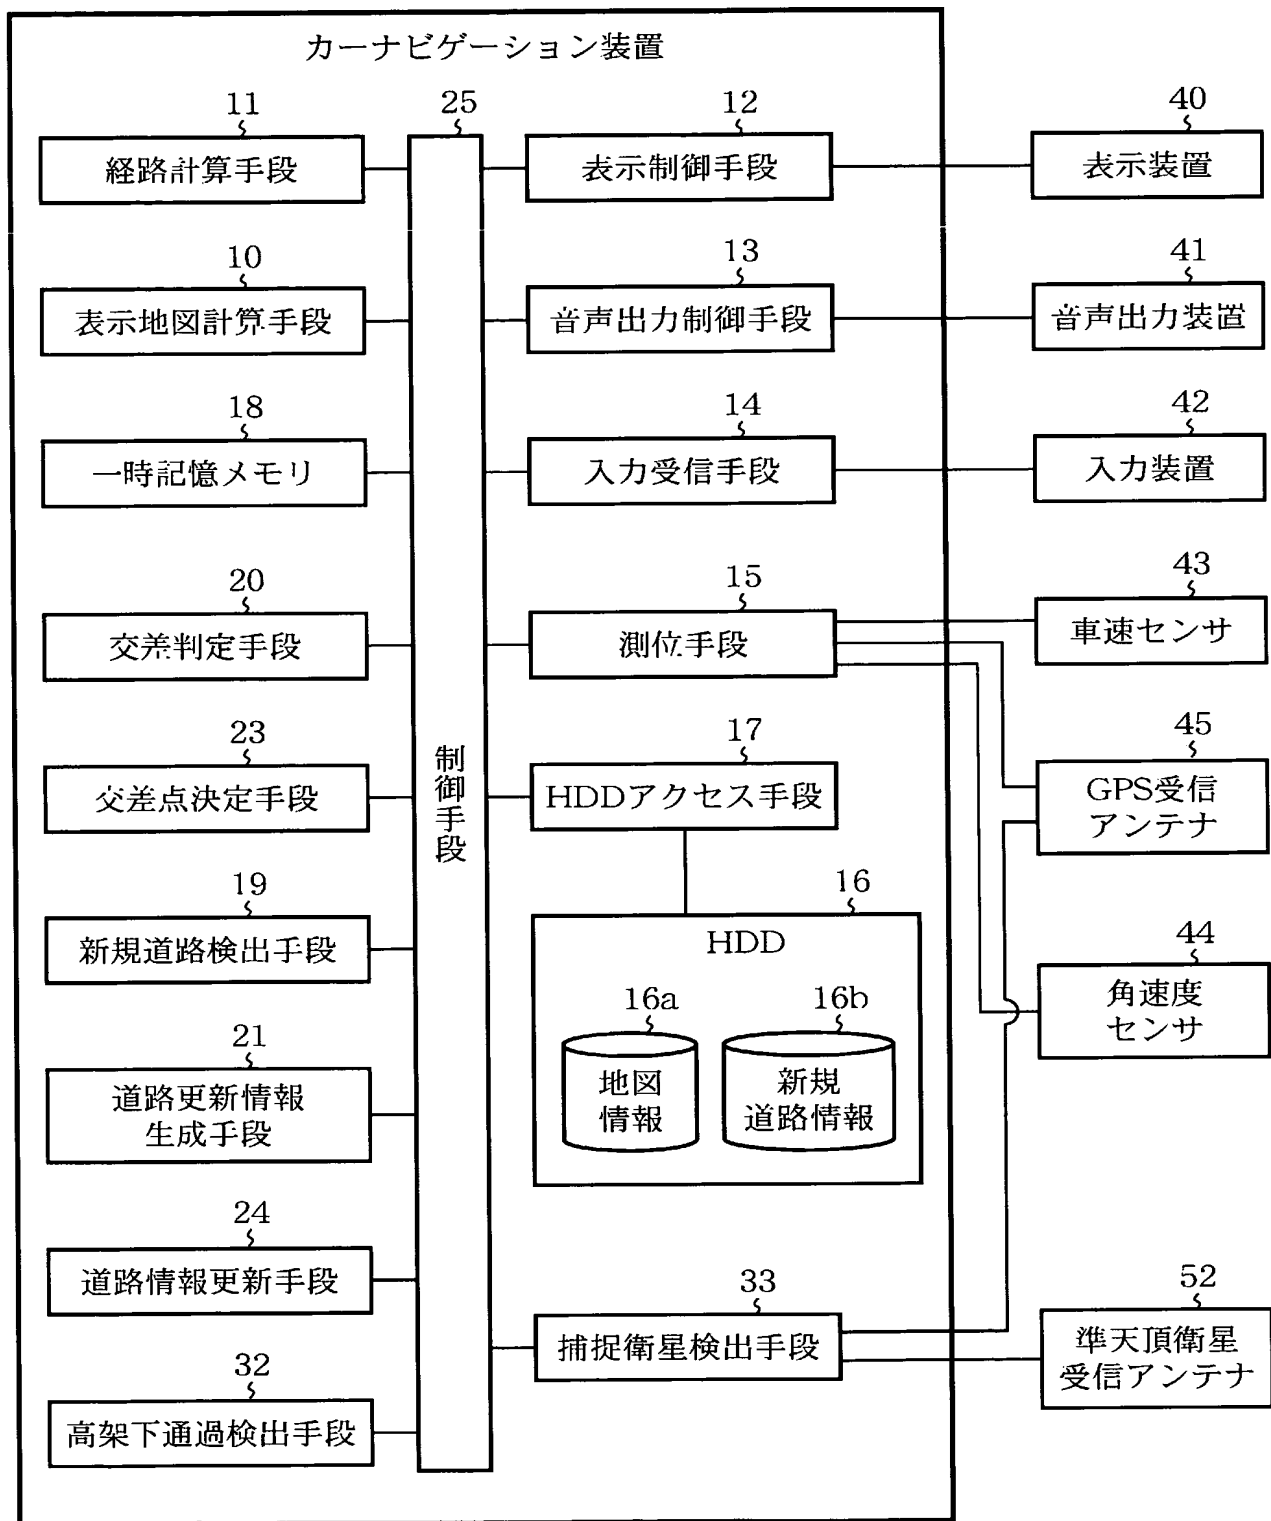 カーナビゲーション装置
11
経路計算手段
25
12
表示制御手段
40
表示装置
10
表示地図計算手段
13
音声出力制御手段
41
音声出力装置
18
一時記憶メモリ
14
入力受信手段
42
入力装置
20
交差判定手段
15
測位手段
43
車速センサ
23
交差点決定手段
制御手段
17
HDDアクセス手段
45
GPS受信
アンテナ
19
新規道路検出手段
16
HDD
16a
地図
情報
16b
新規
道路情報
44
角速度
センサ
21
道路更新情報
生成手段
24
道路情報更新手段
33
捕捉衛星検出手段
52
準天頂衛星
受信アンテナ
32
高架下通過検出手段